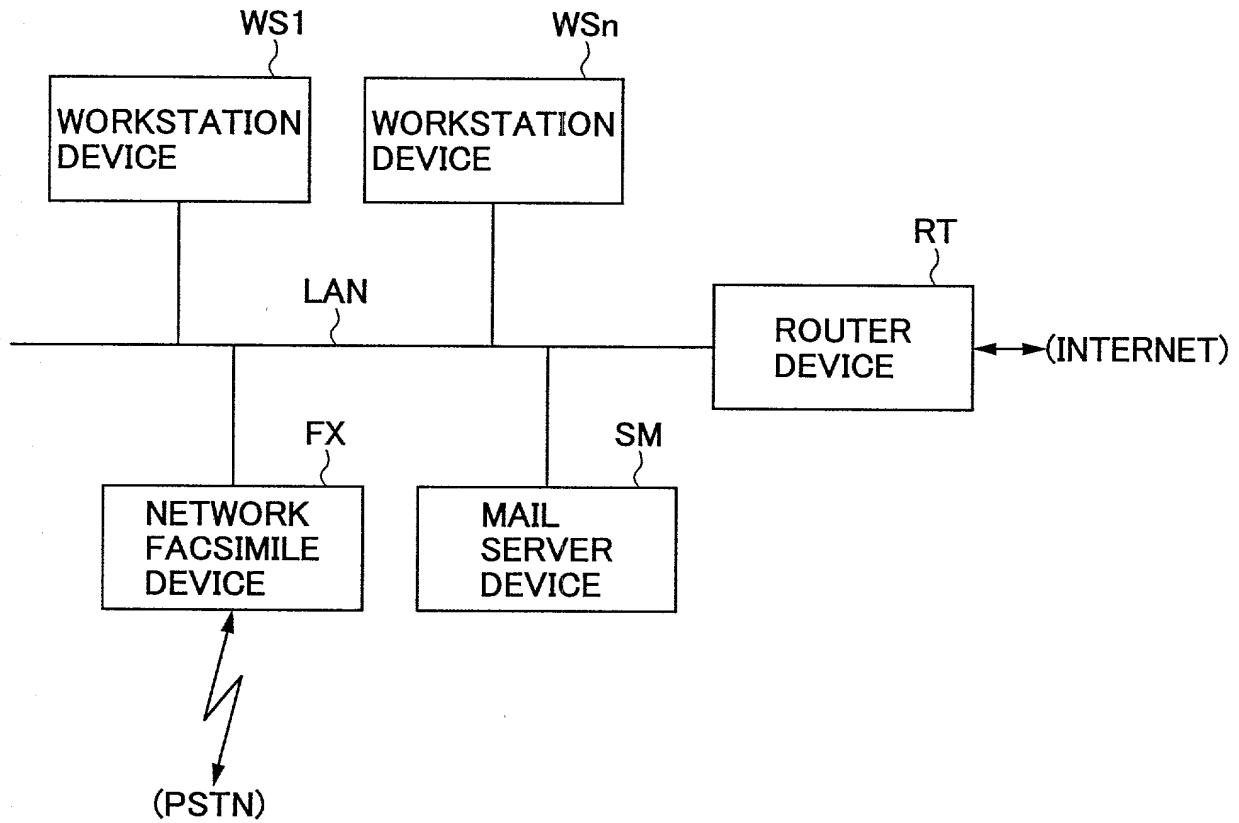 WS1
WSn
WORKSTATION
DEVICE
WORKSTATION
DEVICE
RT
LAN
ROUTER
DEVICE
(INTERNET)
FX
SM
NETWORK
FACSIMILE
DEVICE
MAIL
SERVER
DEVICE
(PSTN)